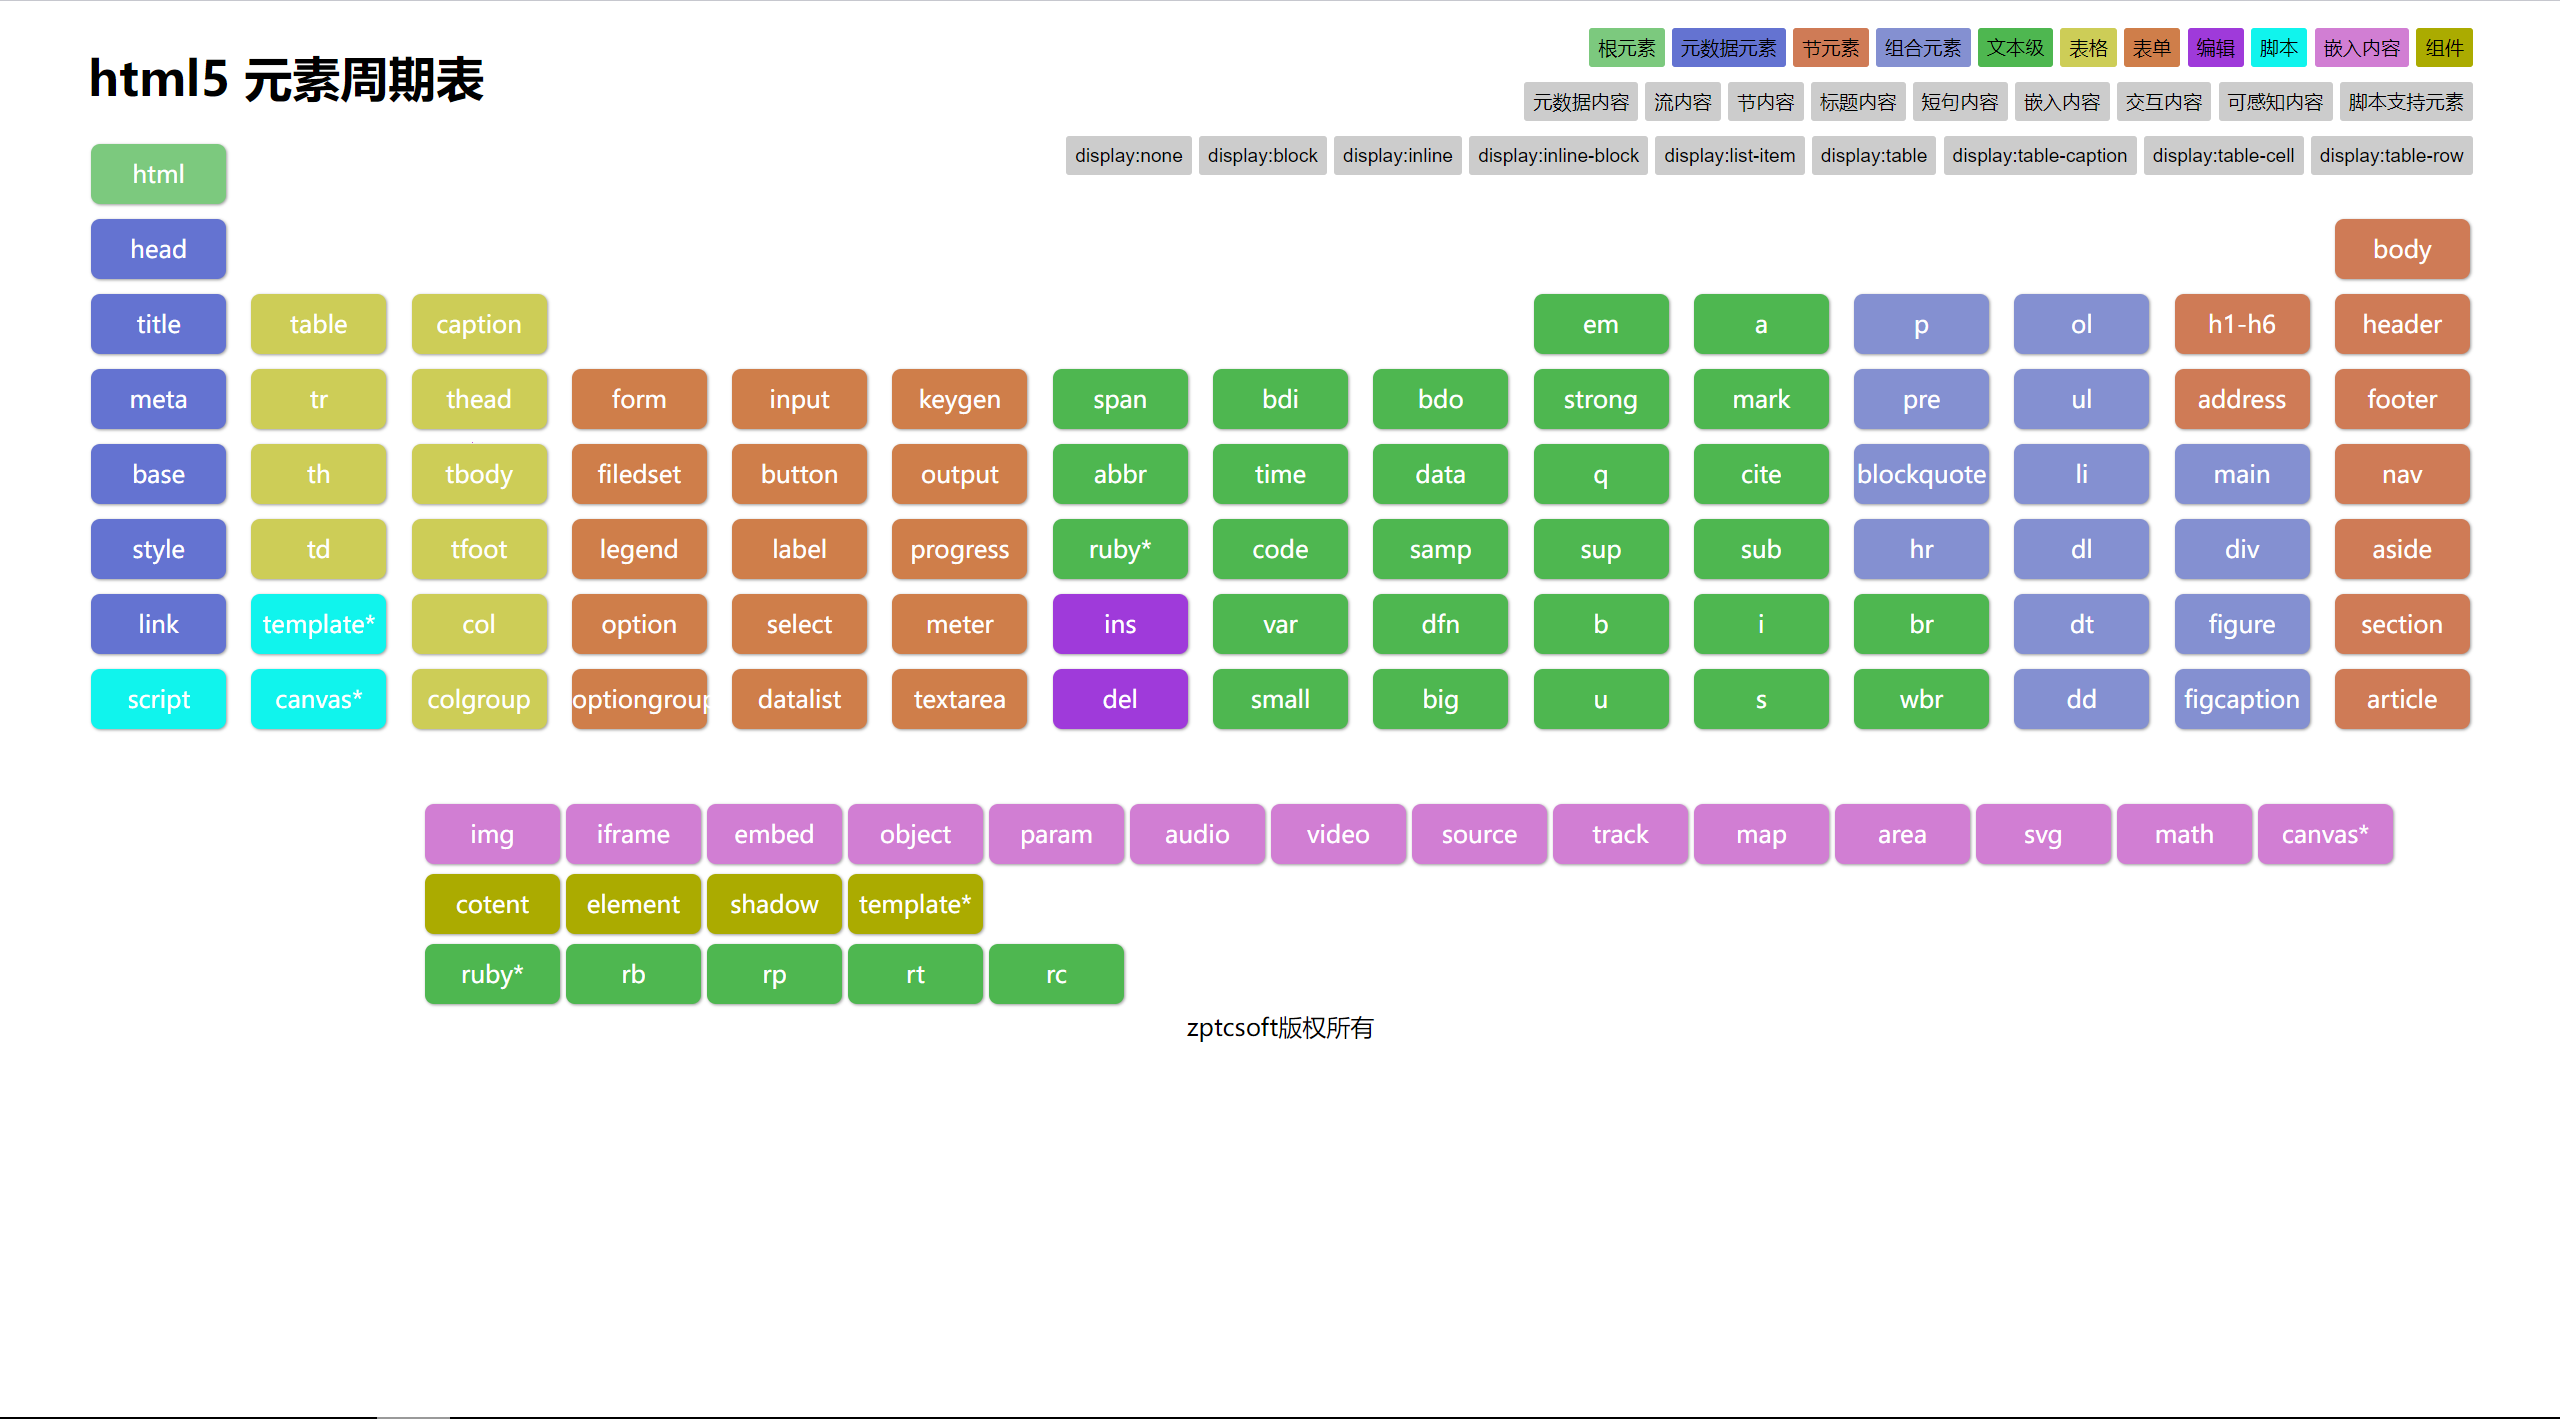 html5 元素周期表
根元素 元数据元素 节元素 组合元素 文本级 表格 表单 编辑 脚本 嵌入内容 组件
元数据内容 流内容 节内容 标题内容 短句内容 嵌入内容 交互内容 可感知内容 脚本支持元素
display:none display:block display:inline display:inline-block display:list-item display:table display:table-caption display:table-cell display:table-row
html
head body
title table caption em a p ol h1-h6 header
meta tr thead form input keygen span bdi bdo strong mark pre ul address footer
base th tbody filedset button output abbr time data q cite blockquote li main nav
style td tfoot legend label progress ruby* code samp sup sub hr dl div aside
link template* col option select meter ins var dfn b i br dt figure section
script canvas* colgroup optiongroup datalist textarea del small big u s wbr dd figcaption article
img iframe embed object param audio video source track map area svg math canvas*
cotent element shadow template*
ruby* rb rp rt rc
zptcsoft版权所有